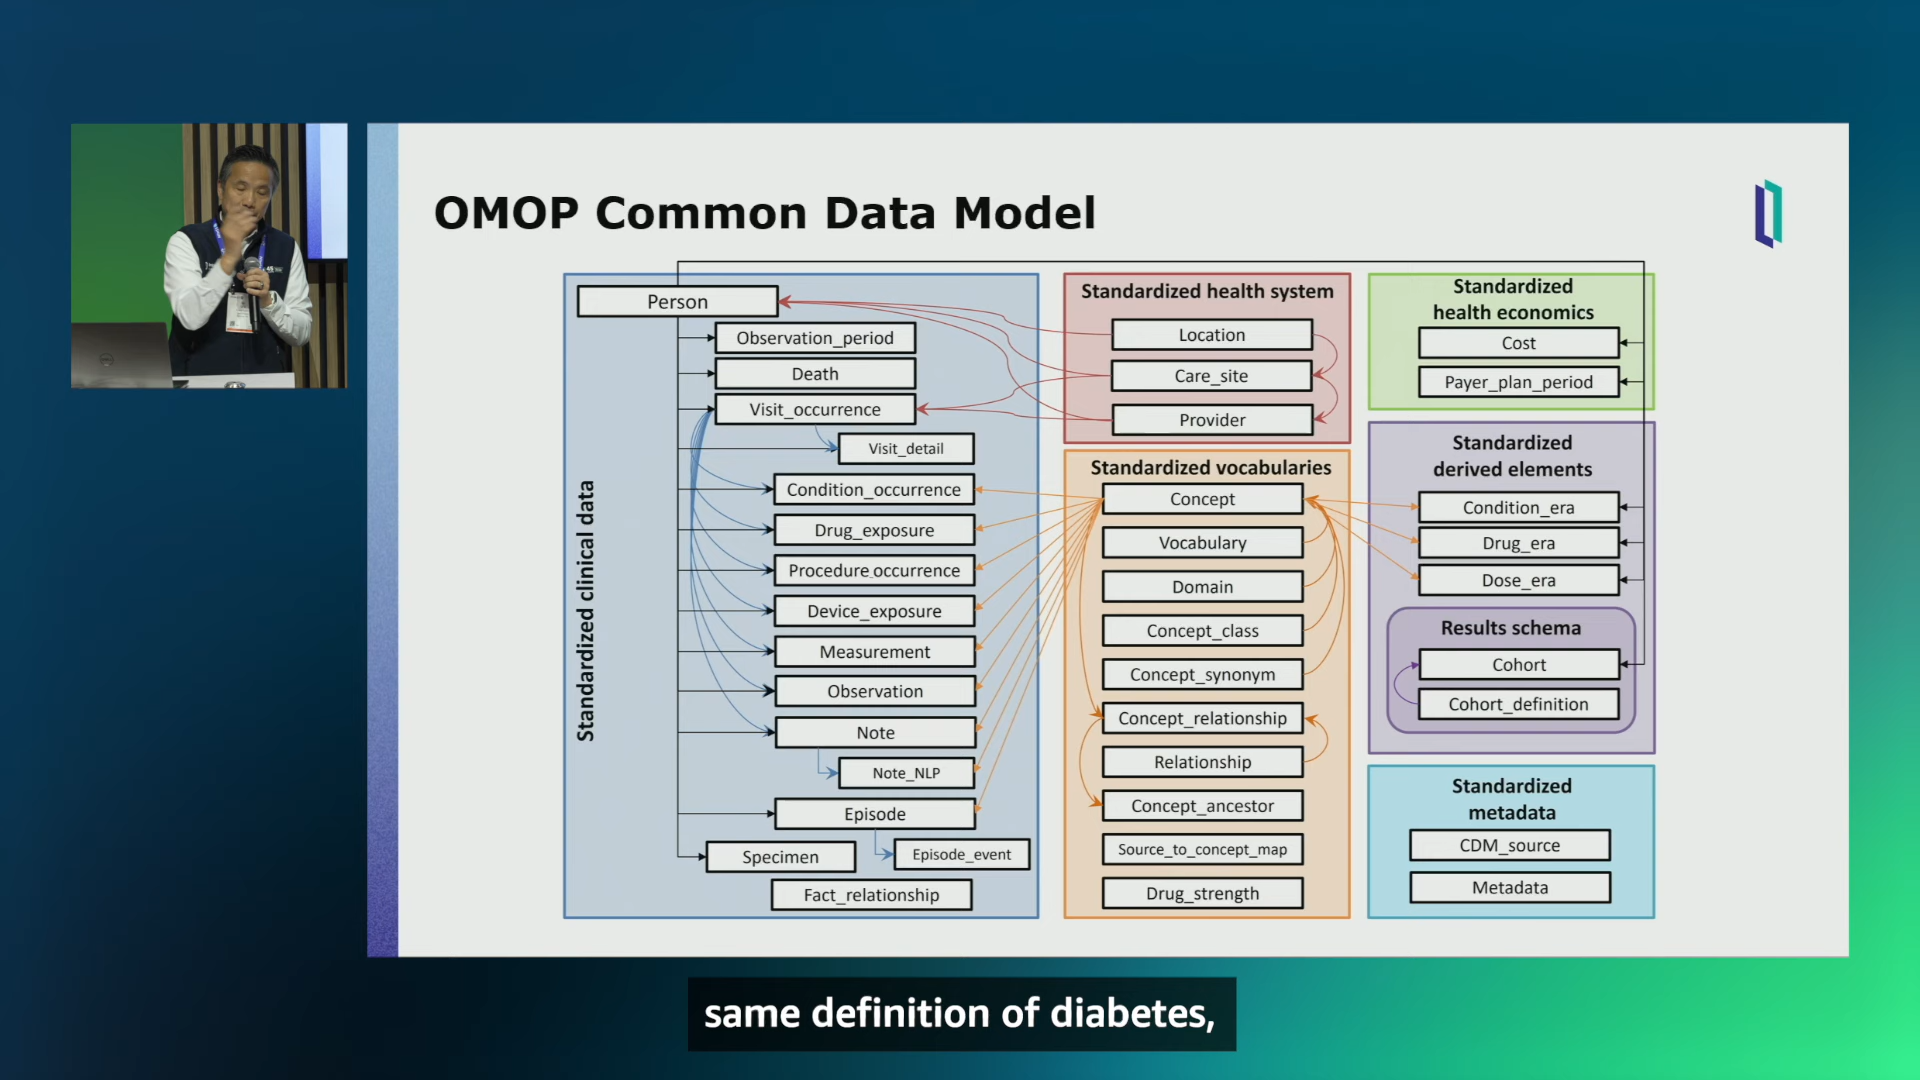 OMOP Common Data Model
Standardized clinical data
Person
Observation_period
Death
Visit_occurrence
Visit_detail
Condition_occurrence
Drug_exposure
Procedure_occurrence
Device_exposure
Measurement
Observation
Note
Note_NLP
Episode
Episode_event
Specimen
Fact_relationship
Standardized health system
Location
Care_site
Provider
Standardized vocabularies
Concept
Vocabulary
Domain
Concept_class
Concept_synonym
Concept_relationship
Relationship
Concept_ancestor
Source_to_concept_map
Drug_strength
Standardized
health economics
Cost
Payer_plan_period
Standardized
derived elements
Condition_era
Drug_era
Dose_era
Results schema
Cohort
Cohort_definition
Standardized
metadata
CDM_source
Metadata
same definition of diabetes,